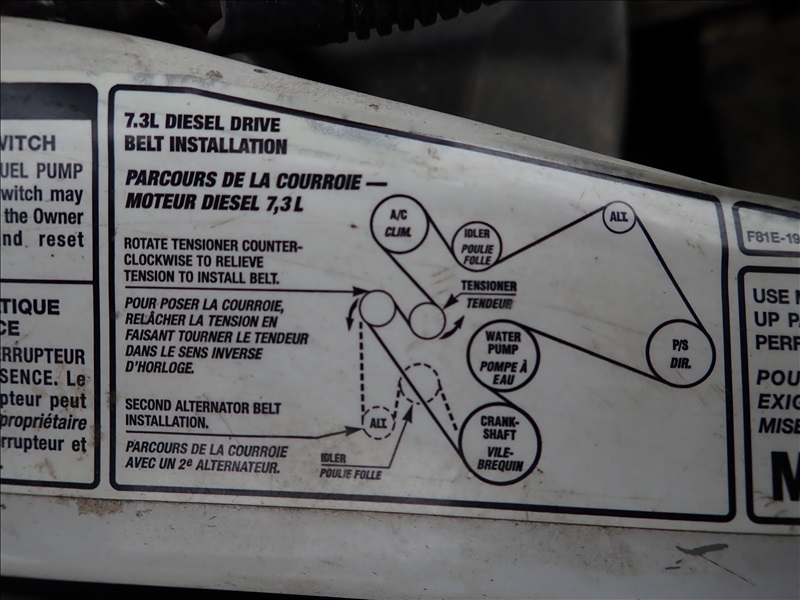 WITCH
UEL PUMP
witch may
the Owner
nd reset
TIQUE
CE
ERRUPTEUR
SENCE. Le
pteur peut
propriétaire
rrupteur et
7.3L DIESEL DRIVE
BELT INSTALLATION
PARCOURS DE LA COURROIE —
MOTEUR DIESEL 7,3 L
ROTATE TENSIONER COUNTER-
CLOCKWISE TO RELIEVE
TENSION TO INSTALL BELT.
POUR POSER LA COURROIE,
RELÂCHER LA TENSION EN
FAISANT TOURNER LE TENDEUR
DANS LE SENS INVERSE
D'HORLOGE.
SECOND ALTERNATOR BELT
INSTALLATION.
PARCOURS DE LA COURROIE
AVEC UN 2e ALTERNATEUR.
A/C
CLIM.
IDLER
POULIE
FOLLE
ALT.
TENSIONER
TENDEUR
WATER
PUMP
POMPE À
EAU
P/S
DIR.
ALT.
CRANK-
SHAFT
VILE-
BREQUIN
IDLER
POULIE FOLLE
F81E-19
USE
UP PA
PERF
POU
EXIG
MISE